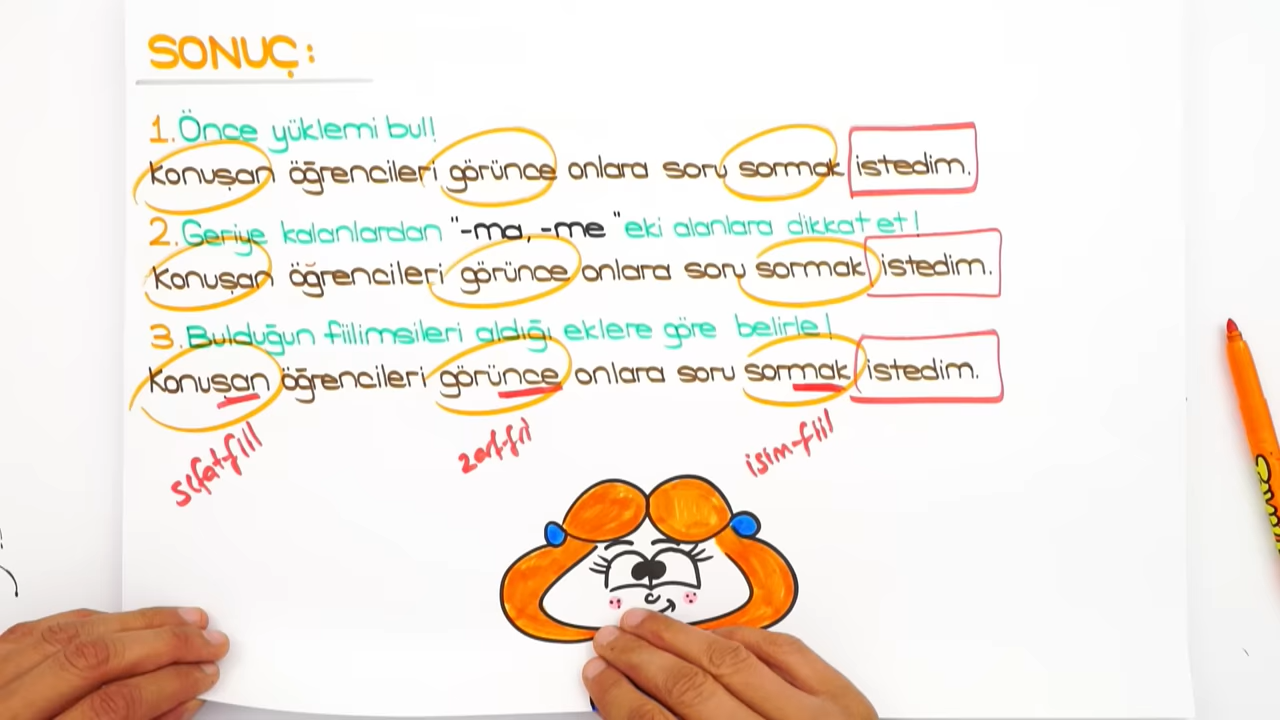 SONUÇ:
1. Önce yüklemi bul!
Konuşan öğrencileri görünce onlara soru sormak istedim.
2. Geriye kalanlardan "-ma, -me" eki alanlara dikkat et!
Konuşan öğrencileri görünce onlara soru sormak istedim.
3. Bulduğun fiilimsileri aldığı eklere göre belirle!
Konuşan öğrencileri görünce onlara soru sormak istedim.
sıfat-fiil zarf-fii isim-fiil